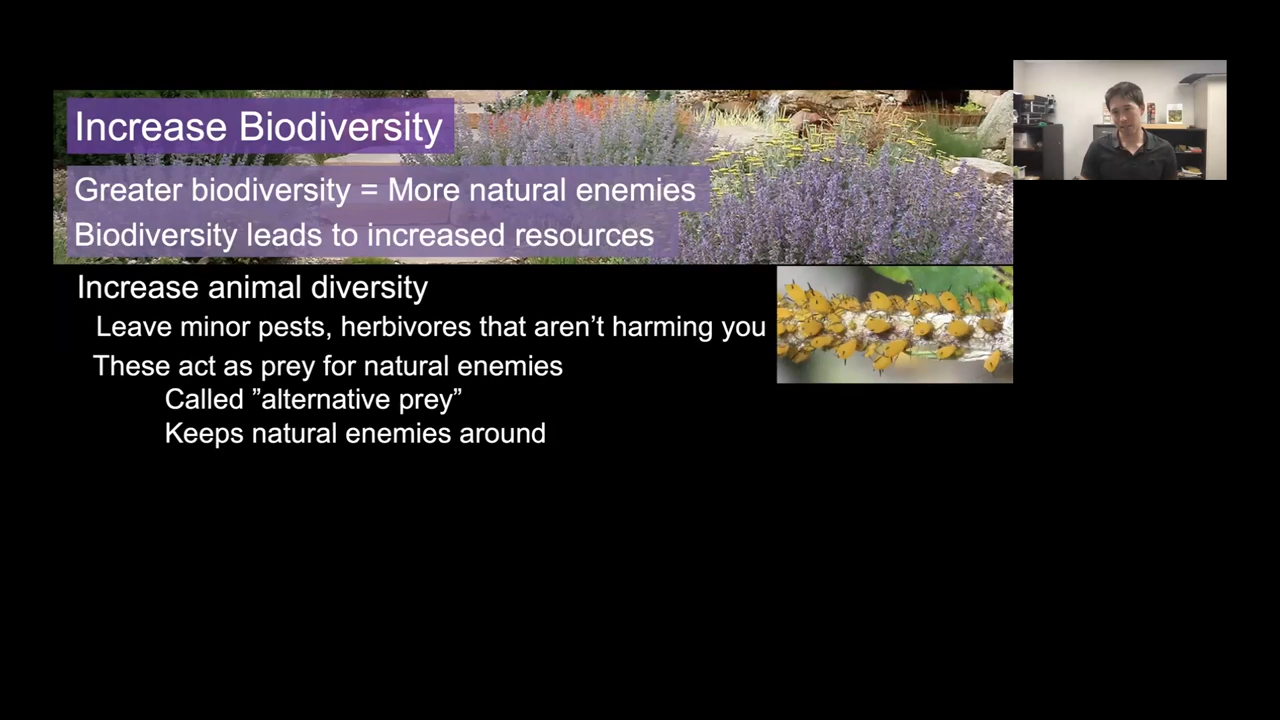 Increase Biodiversity
Greater biodiversity = More natural enemies
Biodiversity leads to increased resources
Increase animal diversity
Leave minor pests, herbivores that aren’t harming you
These act as prey for natural enemies
Called ”alternative prey”
Keeps natural enemies around